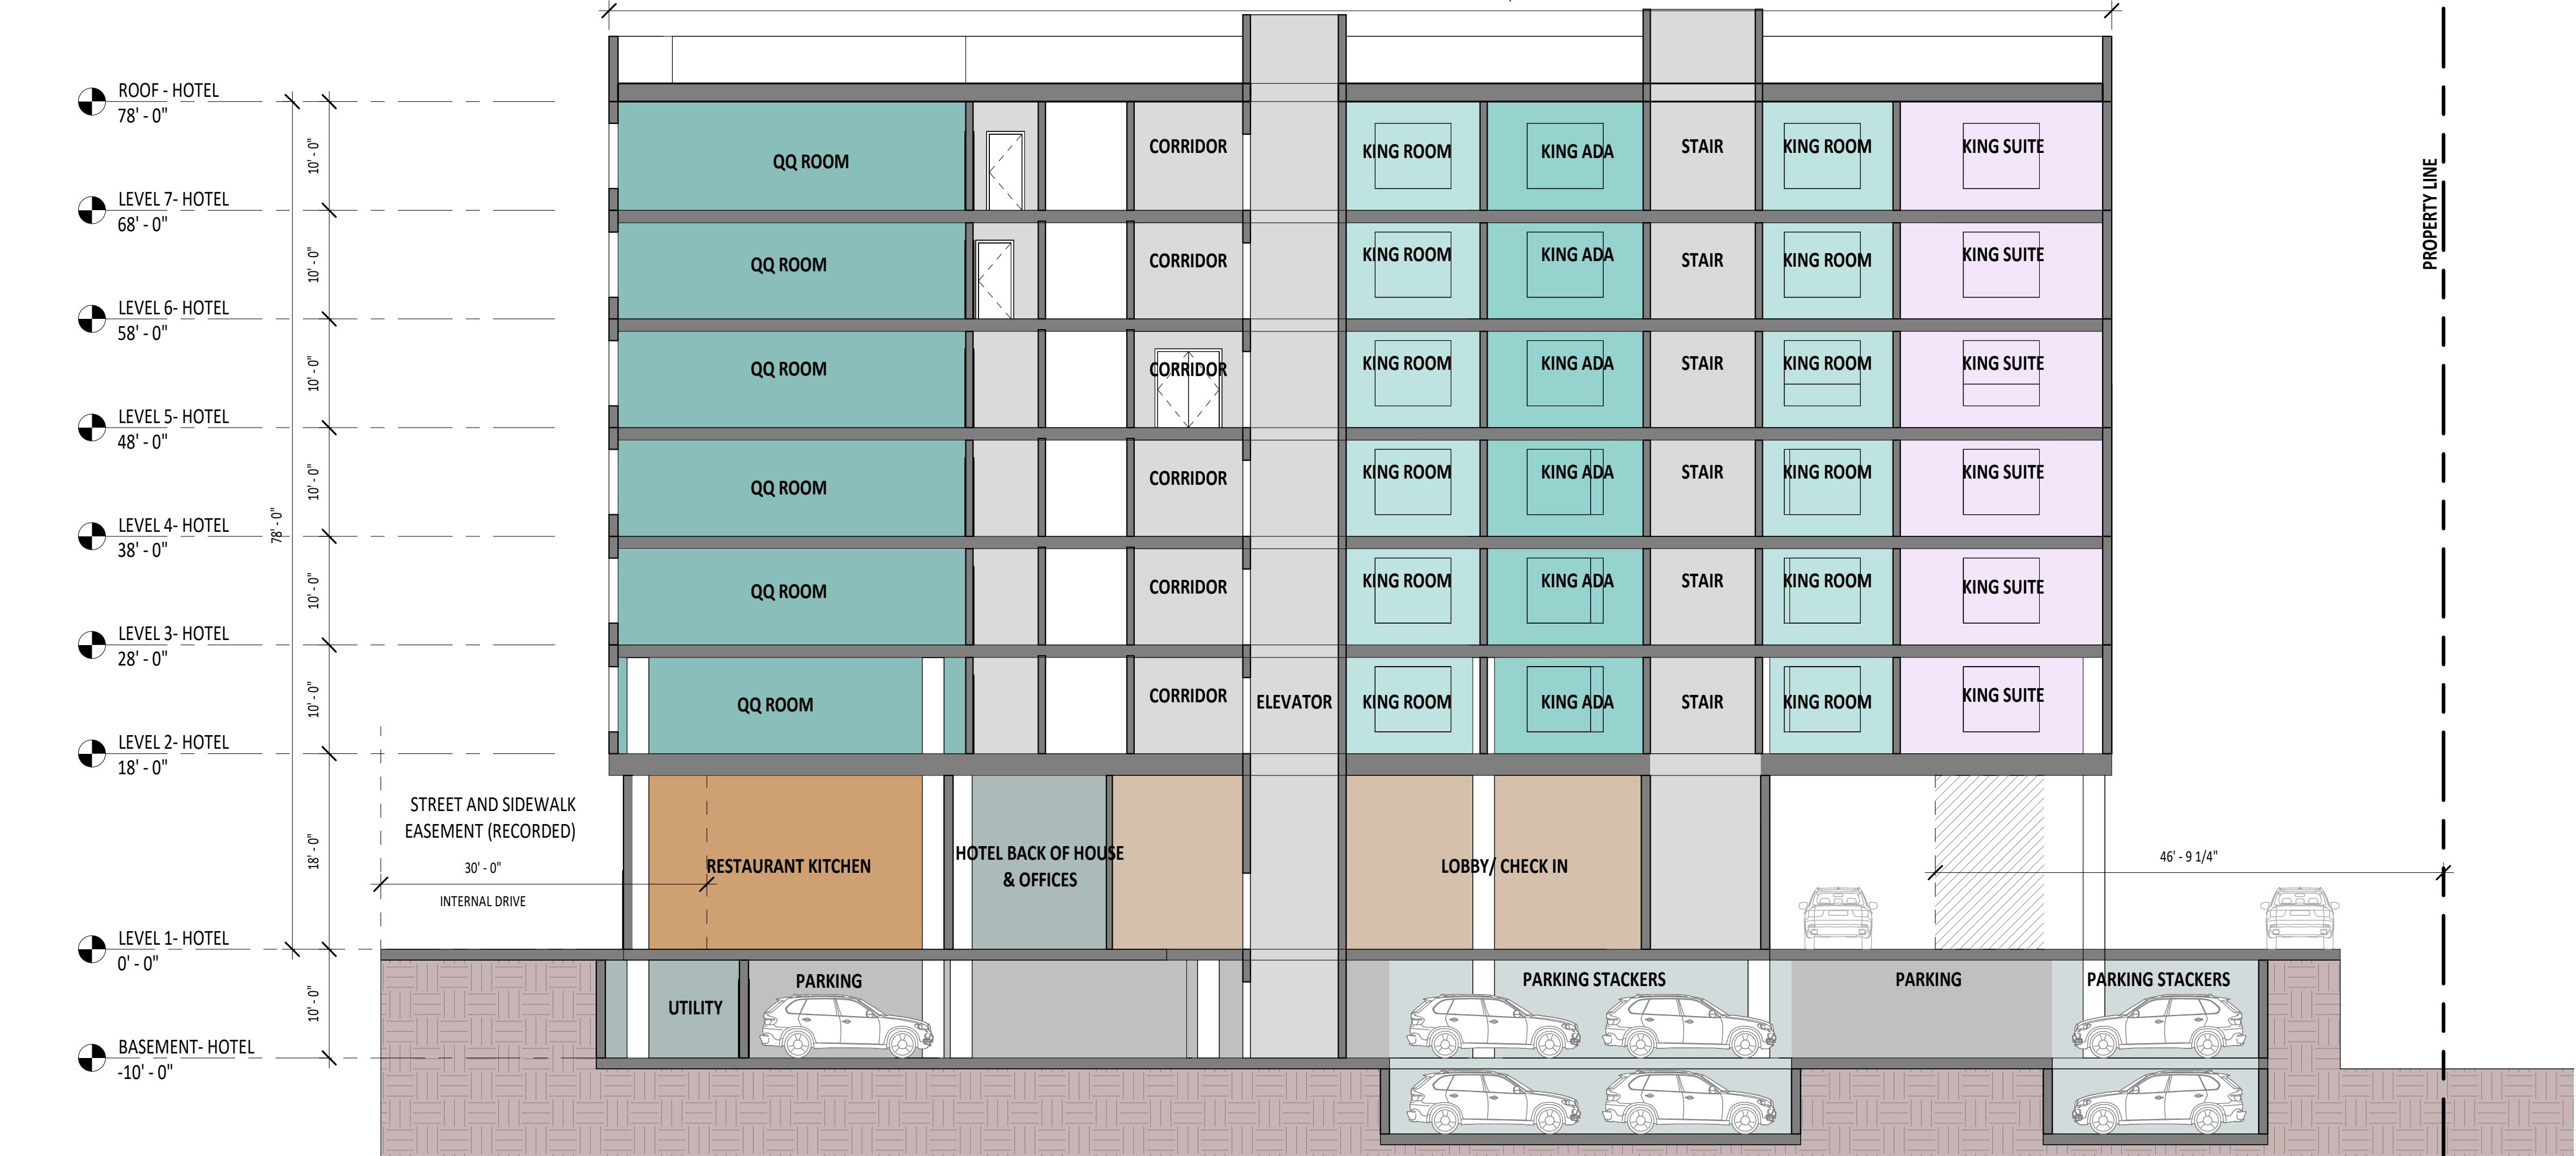 ROOF - HOTEL
78' - 0"
10' - 0"
QQ ROOM
CORRIDOR
KING ROOM
KING ADA
STAIR
KING ROOM
KING SUITE
PROPERTY LINE
LEVEL 7- HOTEL
68' - 0"
10' - 0"
QQ ROOM
CORRIDOR
KING ROOM
KING ADA
STAIR
KING ROOM
KING SUITE
LEVEL 6- HOTEL
58' - 0"
10' - 0"
QQ ROOM
CORRIDOR
KING ROOM
KING ADA
STAIR
KING ROOM
KING SUITE
LEVEL 5- HOTEL
48' - 0"
10' - 0"
QQ ROOM
CORRIDOR
KING ROOM
KING ADA
STAIR
KING ROOM
KING SUITE
LEVEL 4- HOTEL
38' - 0"
78' - 0"
10' - 0"
QQ ROOM
CORRIDOR
KING ROOM
KING ADA
STAIR
KING ROOM
KING SUITE
LEVEL 3- HOTEL
28' - 0"
10' - 0"
QQ ROOM
CORRIDOR
ELEVATOR
KING ROOM
KING ADA
STAIR
KING ROOM
KING SUITE
LEVEL 2- HOTEL
18' - 0"
18' - 0"
STREET AND SIDEWALK
EASEMENT (RECORDED)
30' - 0"
INTERNAL DRIVE
RESTAURANT KITCHEN
HOTEL BACK OF HOUSE
& OFFICES
LOBBY/ CHECK IN
46' - 9 1/4"
LEVEL 1- HOTEL
0' - 0"
10' - 0"
UTILITY
PARKING
PARKING STACKERS
PARKING
PARKING STACKERS
BASEMENT- HOTEL
-10' - 0"